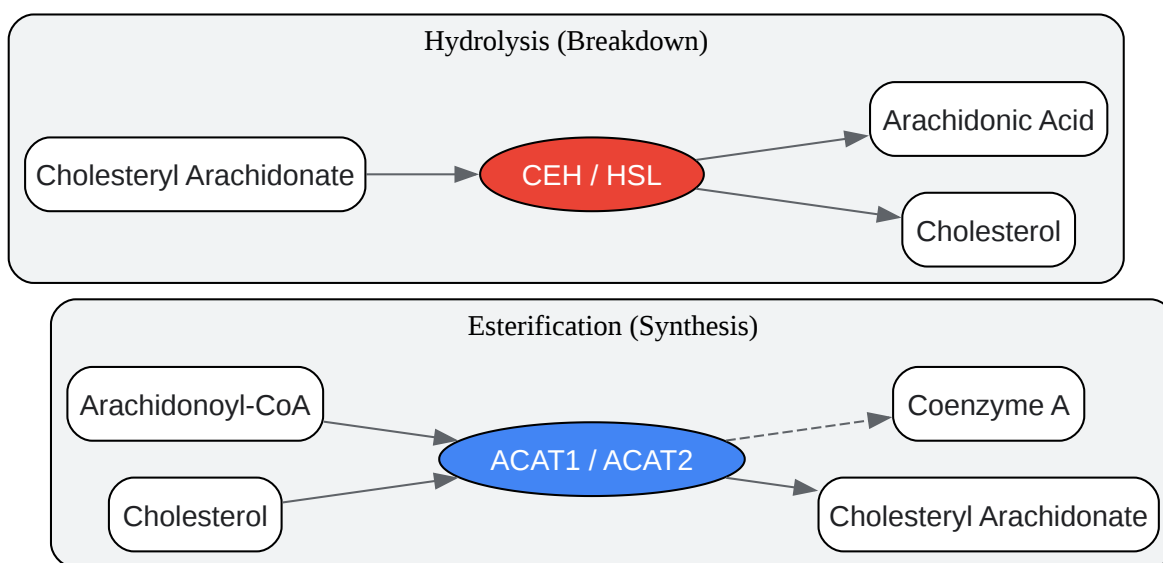 Hydrolysis (Breakdown)
Cholesteryl Arachidonate
CEH / HSL
Arachidonic Acid
Cholesterol
Esterification (Synthesis)
Arachidonoyl-CoA
Cholesterol
ACAT1 / ACAT2
Coenzyme A
Cholesteryl Arachidonate